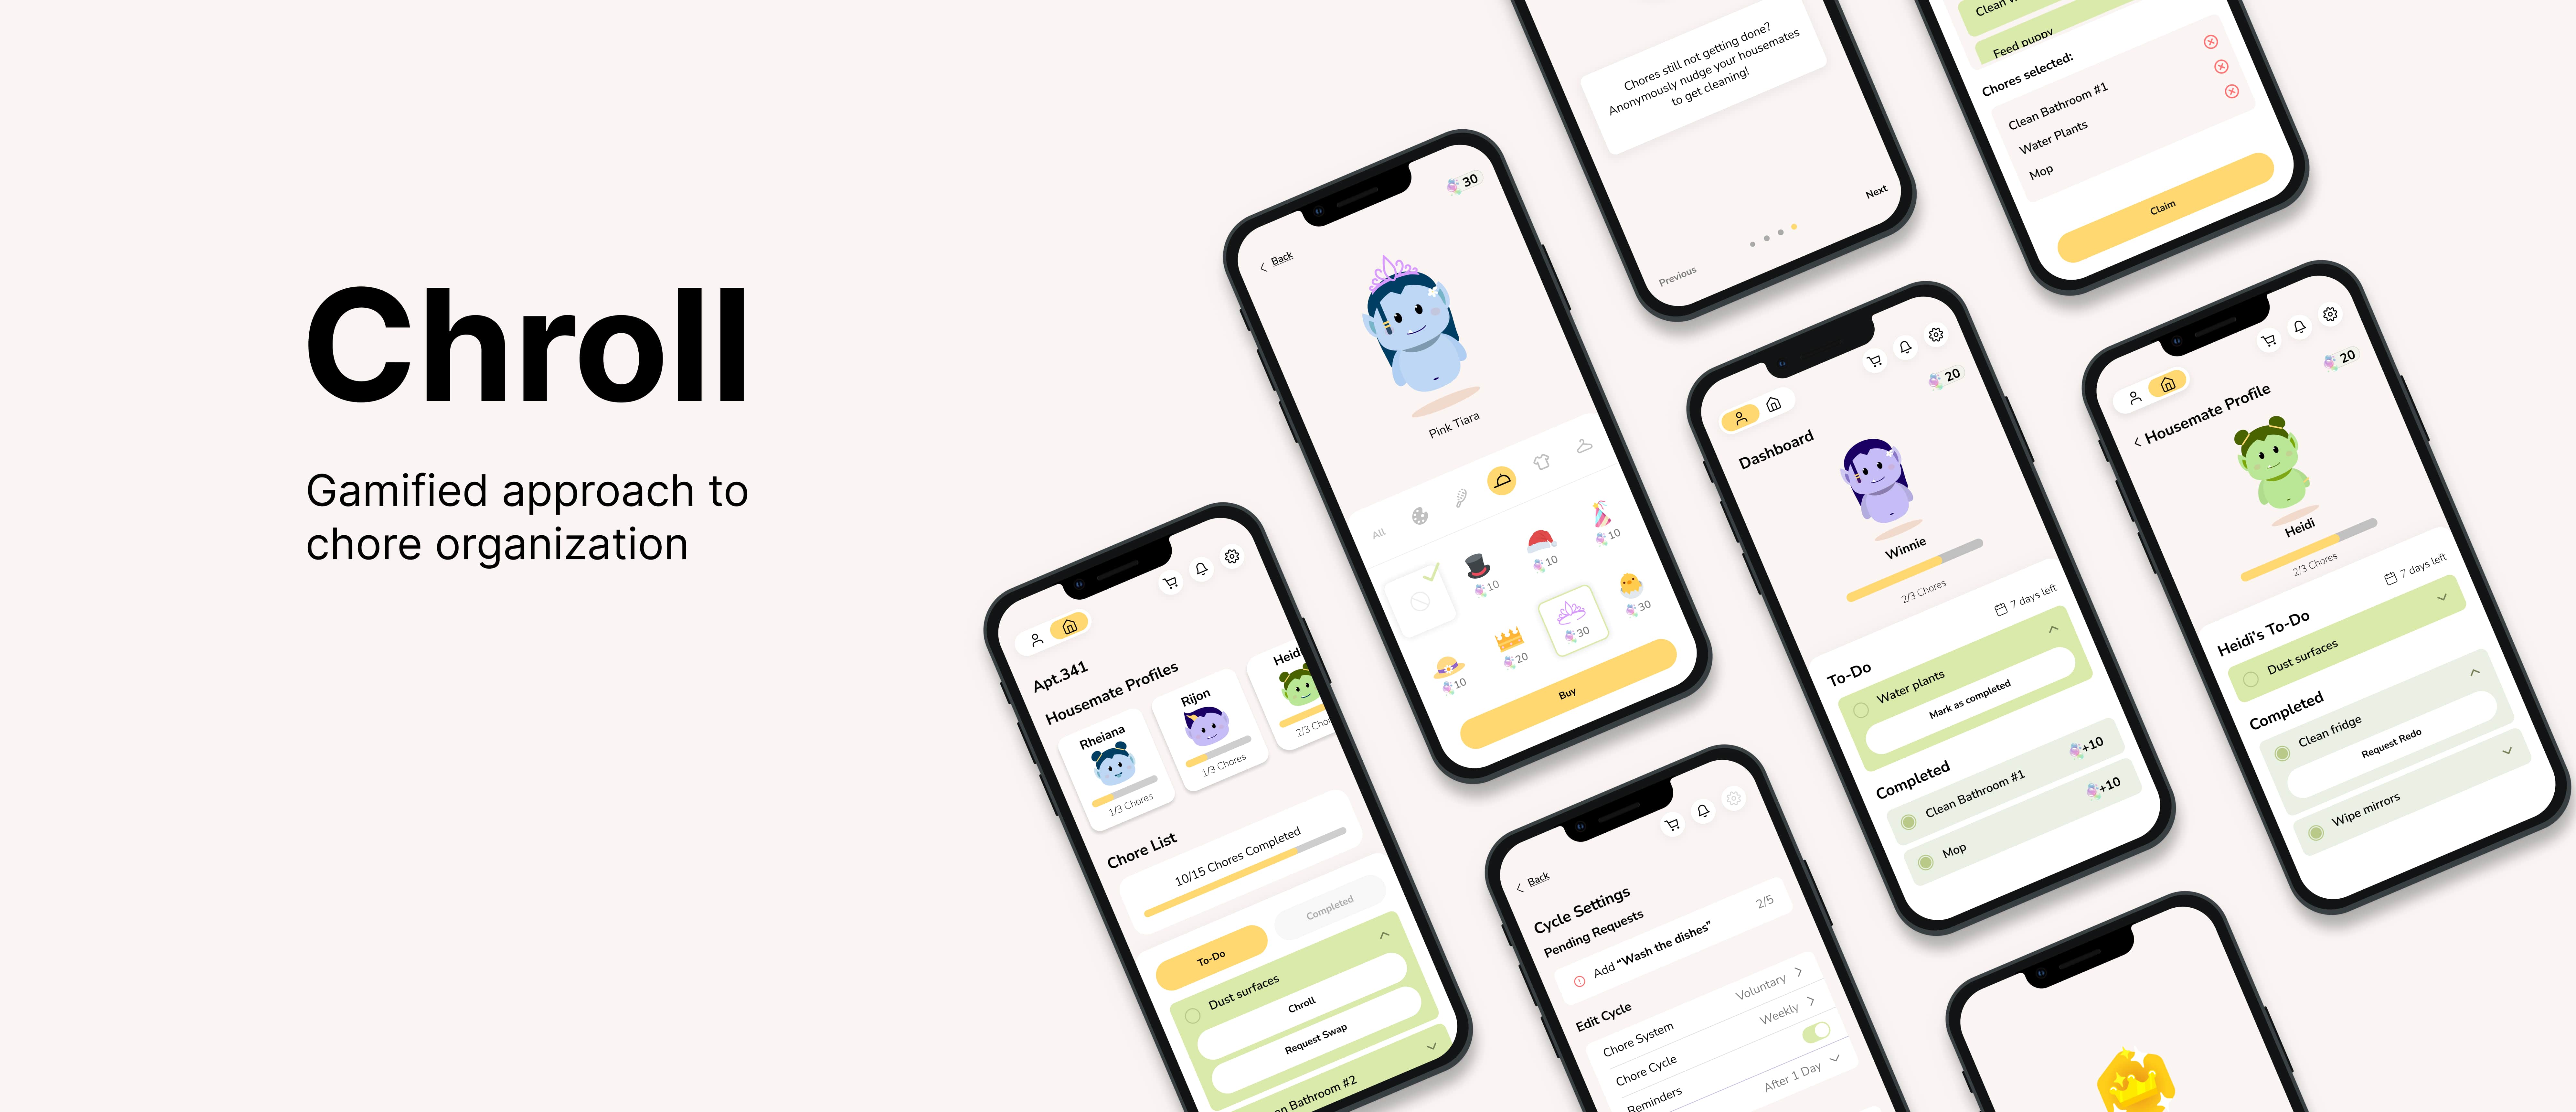 Chroll
Gamified approach to
chore organization
Apt.341
Housemate Profiles
Rheiana
1/3 Chores
Rijon
1/3 Chores
Heid
2/3 Chor
Chore List
10/15 Chores Completed
To-Do
Completed
Dust surfaces
Chroll
Request Swap
an Bathroom #2
30
Back
Pink Tiara
All
10
10
10
10
20
30
30
Buy
Chores still not getting done?
Anonymously nudge your housemates
to get cleaning!
Previous
Next
Back
Cycle Settings
Pending Requests
Add “Wash the dishes”
2/5
Edit Cycle
Chore System
Voluntary
Chore Cycle
Weekly
Reminders
After 1 Day
20
Dashboard
Winnie
2/3 Chores
7 days left
To-Do
Water plants
Mark as completed
Completed
Clean Bathroom #1
+10
Mop
+10
Feed puppy
Chores selected:
Clean Bathroom #1
Water Plants
Mop
Claim
20
Housemate Profile
Heidi
2/3 Chores
7 days left
Heidi's To-Do
Dust surfaces
Completed
Clean fridge
Request Redo
Wipe mirrors